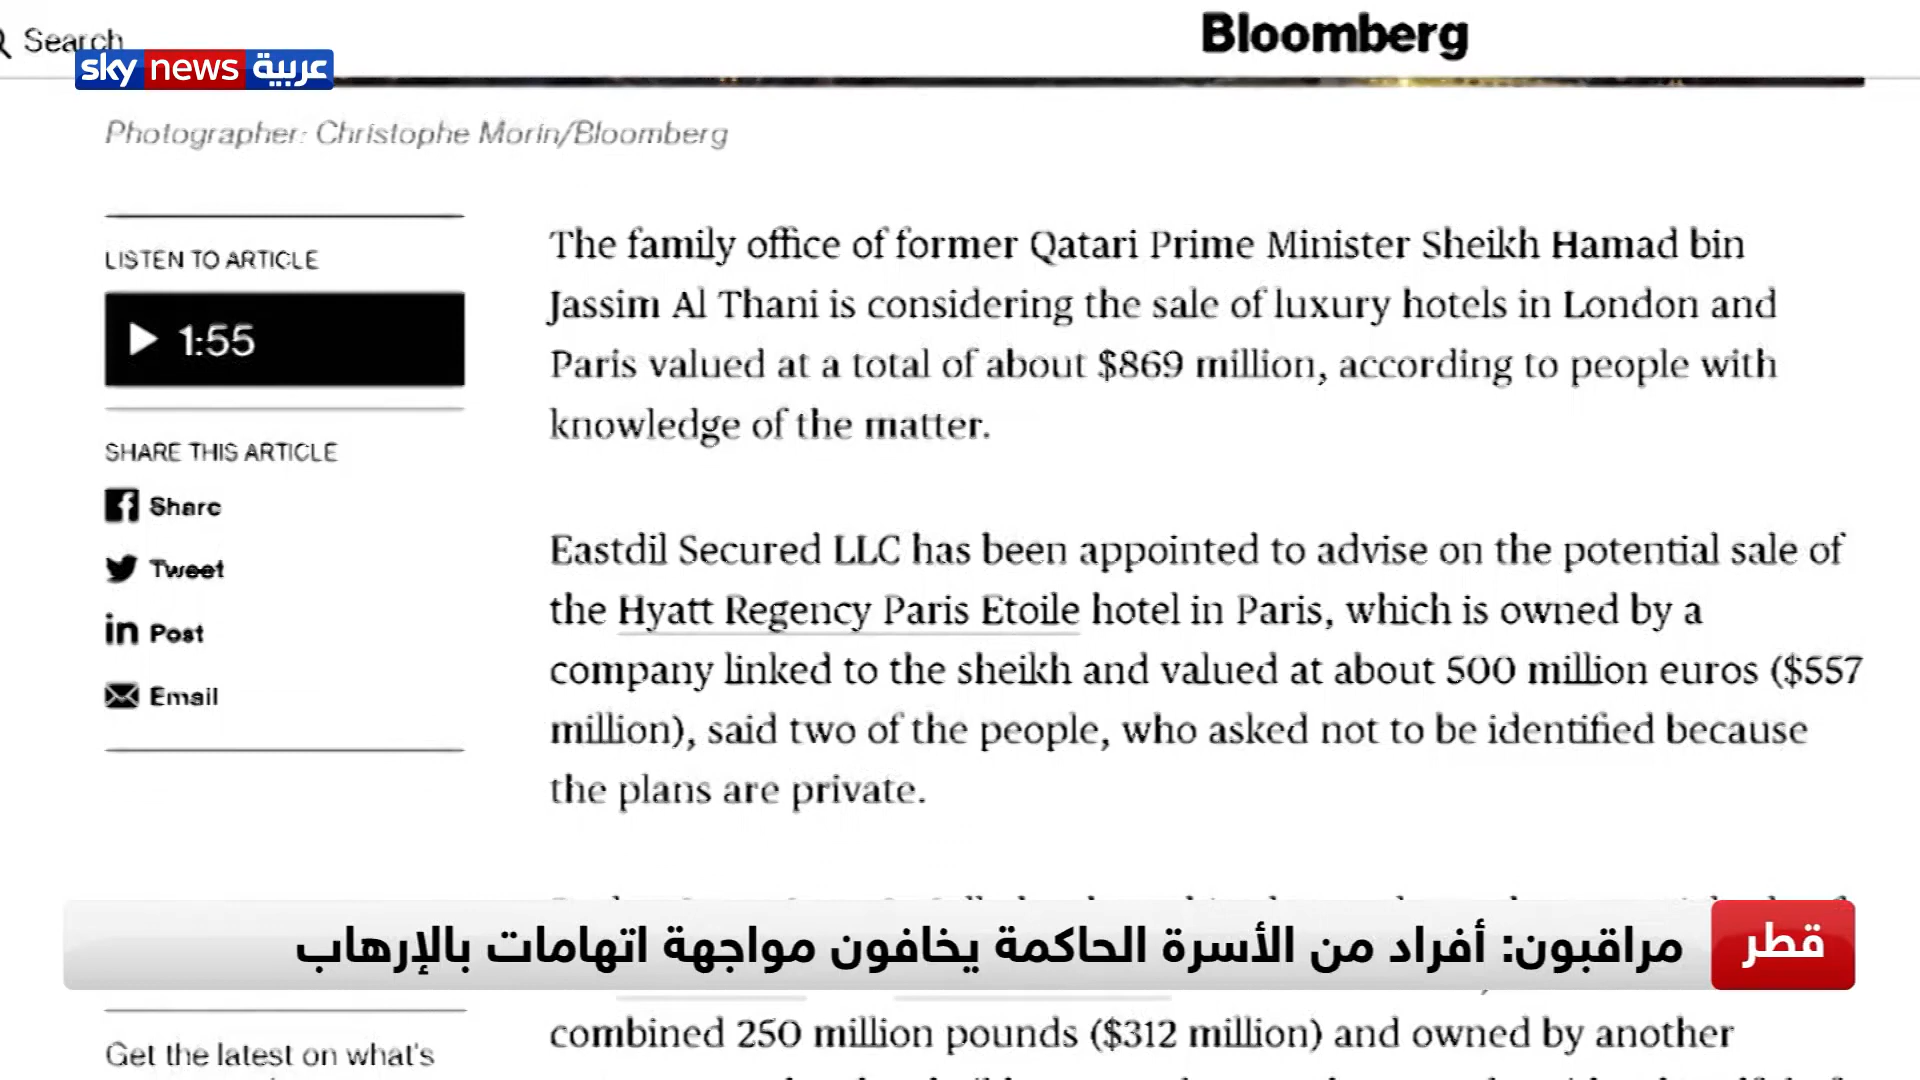 Search
Bloomberg
sky news عربية
Photographer: Christophe Morin/Bloomberg
LISTEN TO ARTICLE
1:55
SHARE THIS ARTICLE
Share
Tweet
Post
Email
The family office of former Qatari Prime Minister Sheikh Hamad bin
Jassim Al Thani is considering the sale of luxury hotels in London and
Paris valued at a total of about $869 million, according to people with
knowledge of the matter.
Eastdil Secured LLC has been appointed to advise on the potential sale of
the Hyatt Regency Paris Etoile hotel in Paris, which is owned by a
company linked to the sheikh and valued at about 500 million euros ($557
million), said two of the people, who asked not to be identified because
the plans are private.
قطر
مراقبون: أفراد من الأسرة الحاكمة يخافون مواجهة اتهامات بالإرهاب
combined 250 million pounds ($312 million) and owned by another
Get the latest on what's